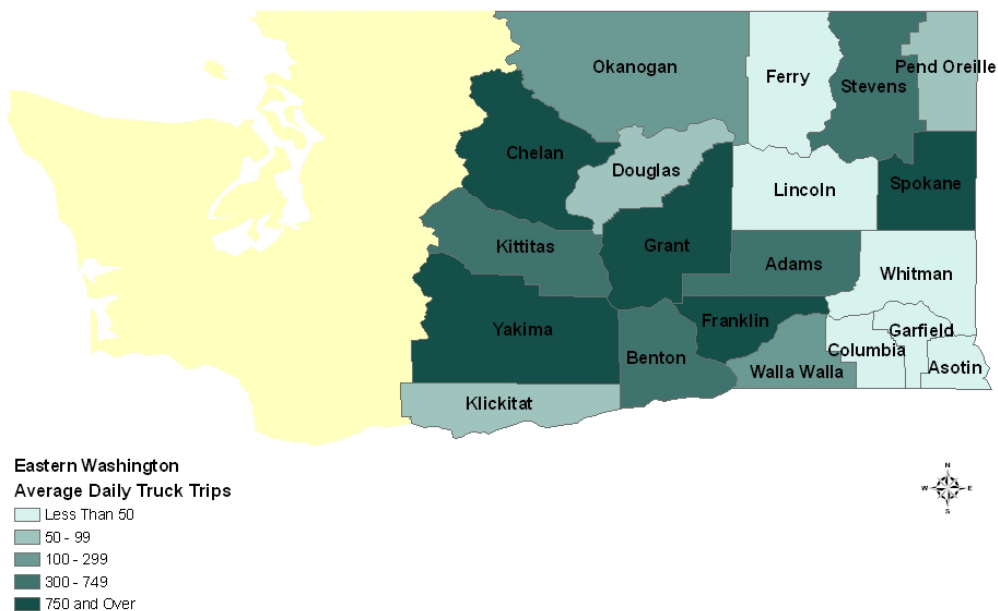 Okanogan
Ferry
Stevens
Pend Oreille
Chelan
Douglas
Lincoln
Spokane
Kittitas
Grant
Adams
Whitman
Yakima
Franklin
Garfield
Benton
Columbia
Walla Walla
Asotin
Klickitat
Eastern Washington
Average Daily Truck Trips
Less Than 50
50 - 99
100 - 299
300 - 749
750 and Over
N
W E
S